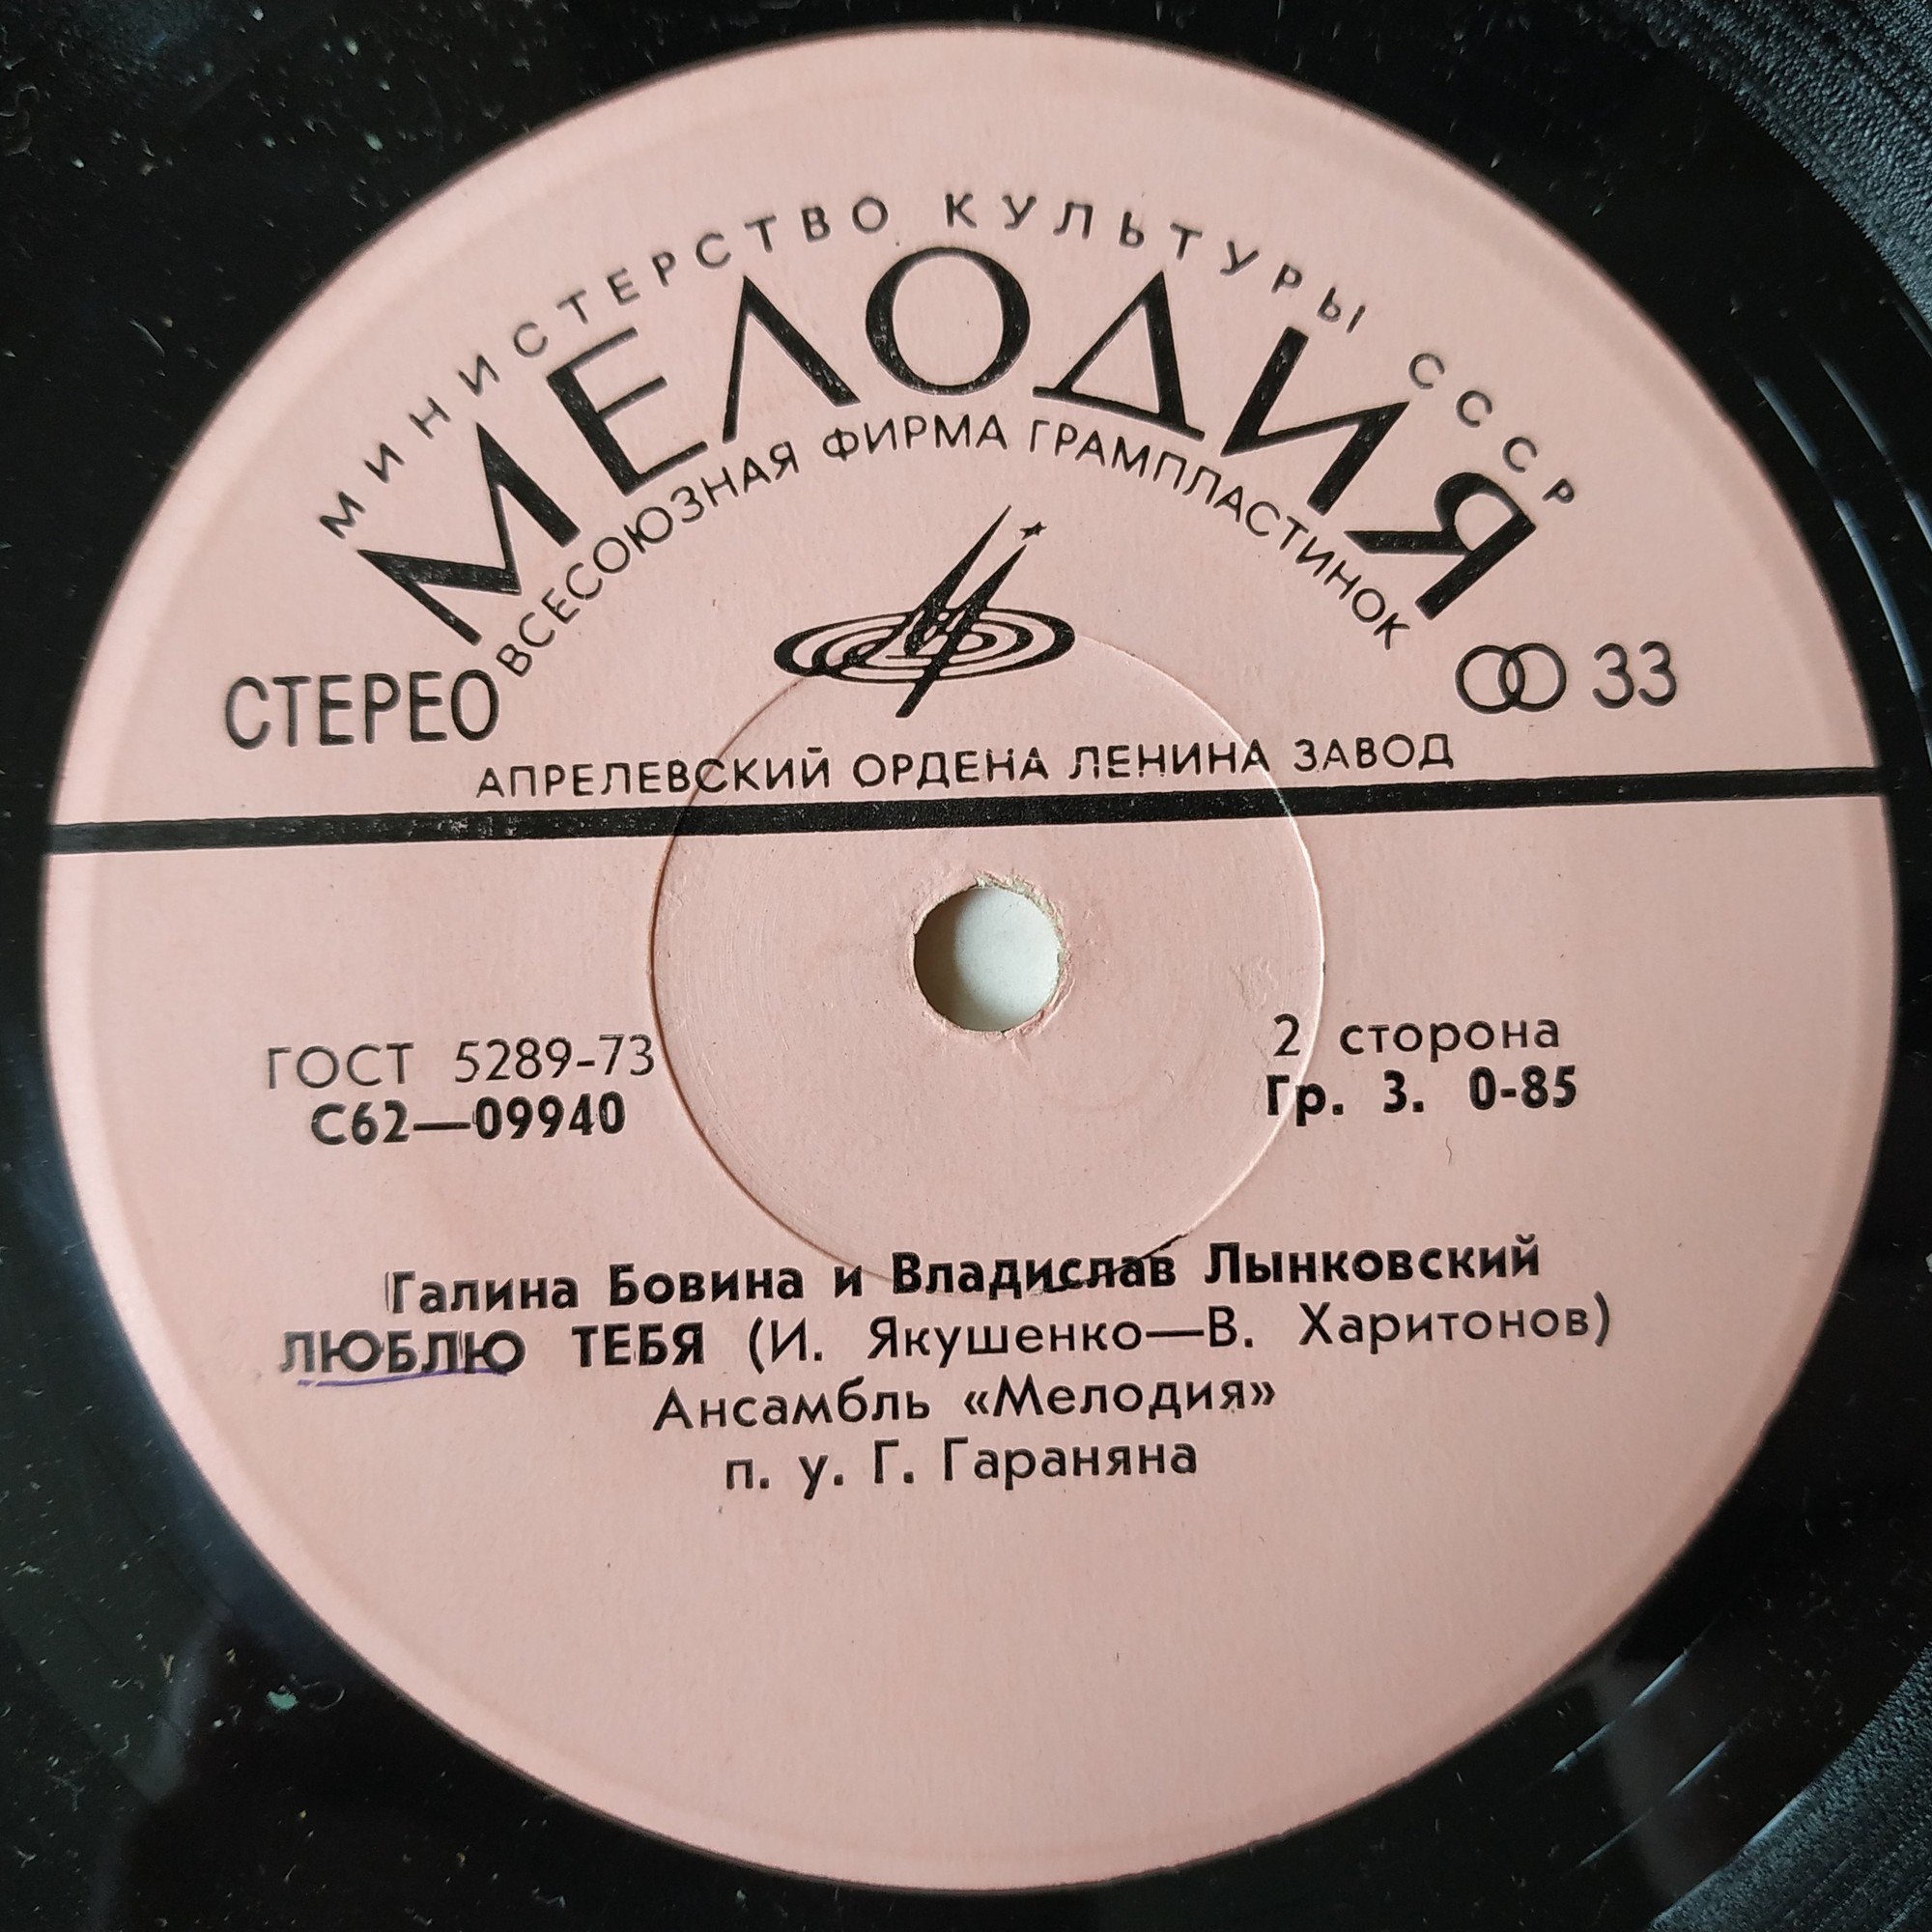 МИНИСТЕРСТВО КУЛЬТУРЫ СССР
МЕЛОДИЯ
ВСЕСОЮЗНАЯ ФИРМА ГРАМПЛАСТИНОК
СТЕРЕО
33
АПРЕЛЕВСКИЙ ОРДЕНА ЛЕНИНА ЗАВОД
ГОСТ 5289-73
С62—09940
2 сторона
Гр. 3. 0-85
Галина Бовина и Владислав Лынковский
ЛЮБЛЮ ТЕБЯ (И. Якушенко—В. Харитонов)
Ансамбль «Мелодия»
п. у. Г. Гараняна